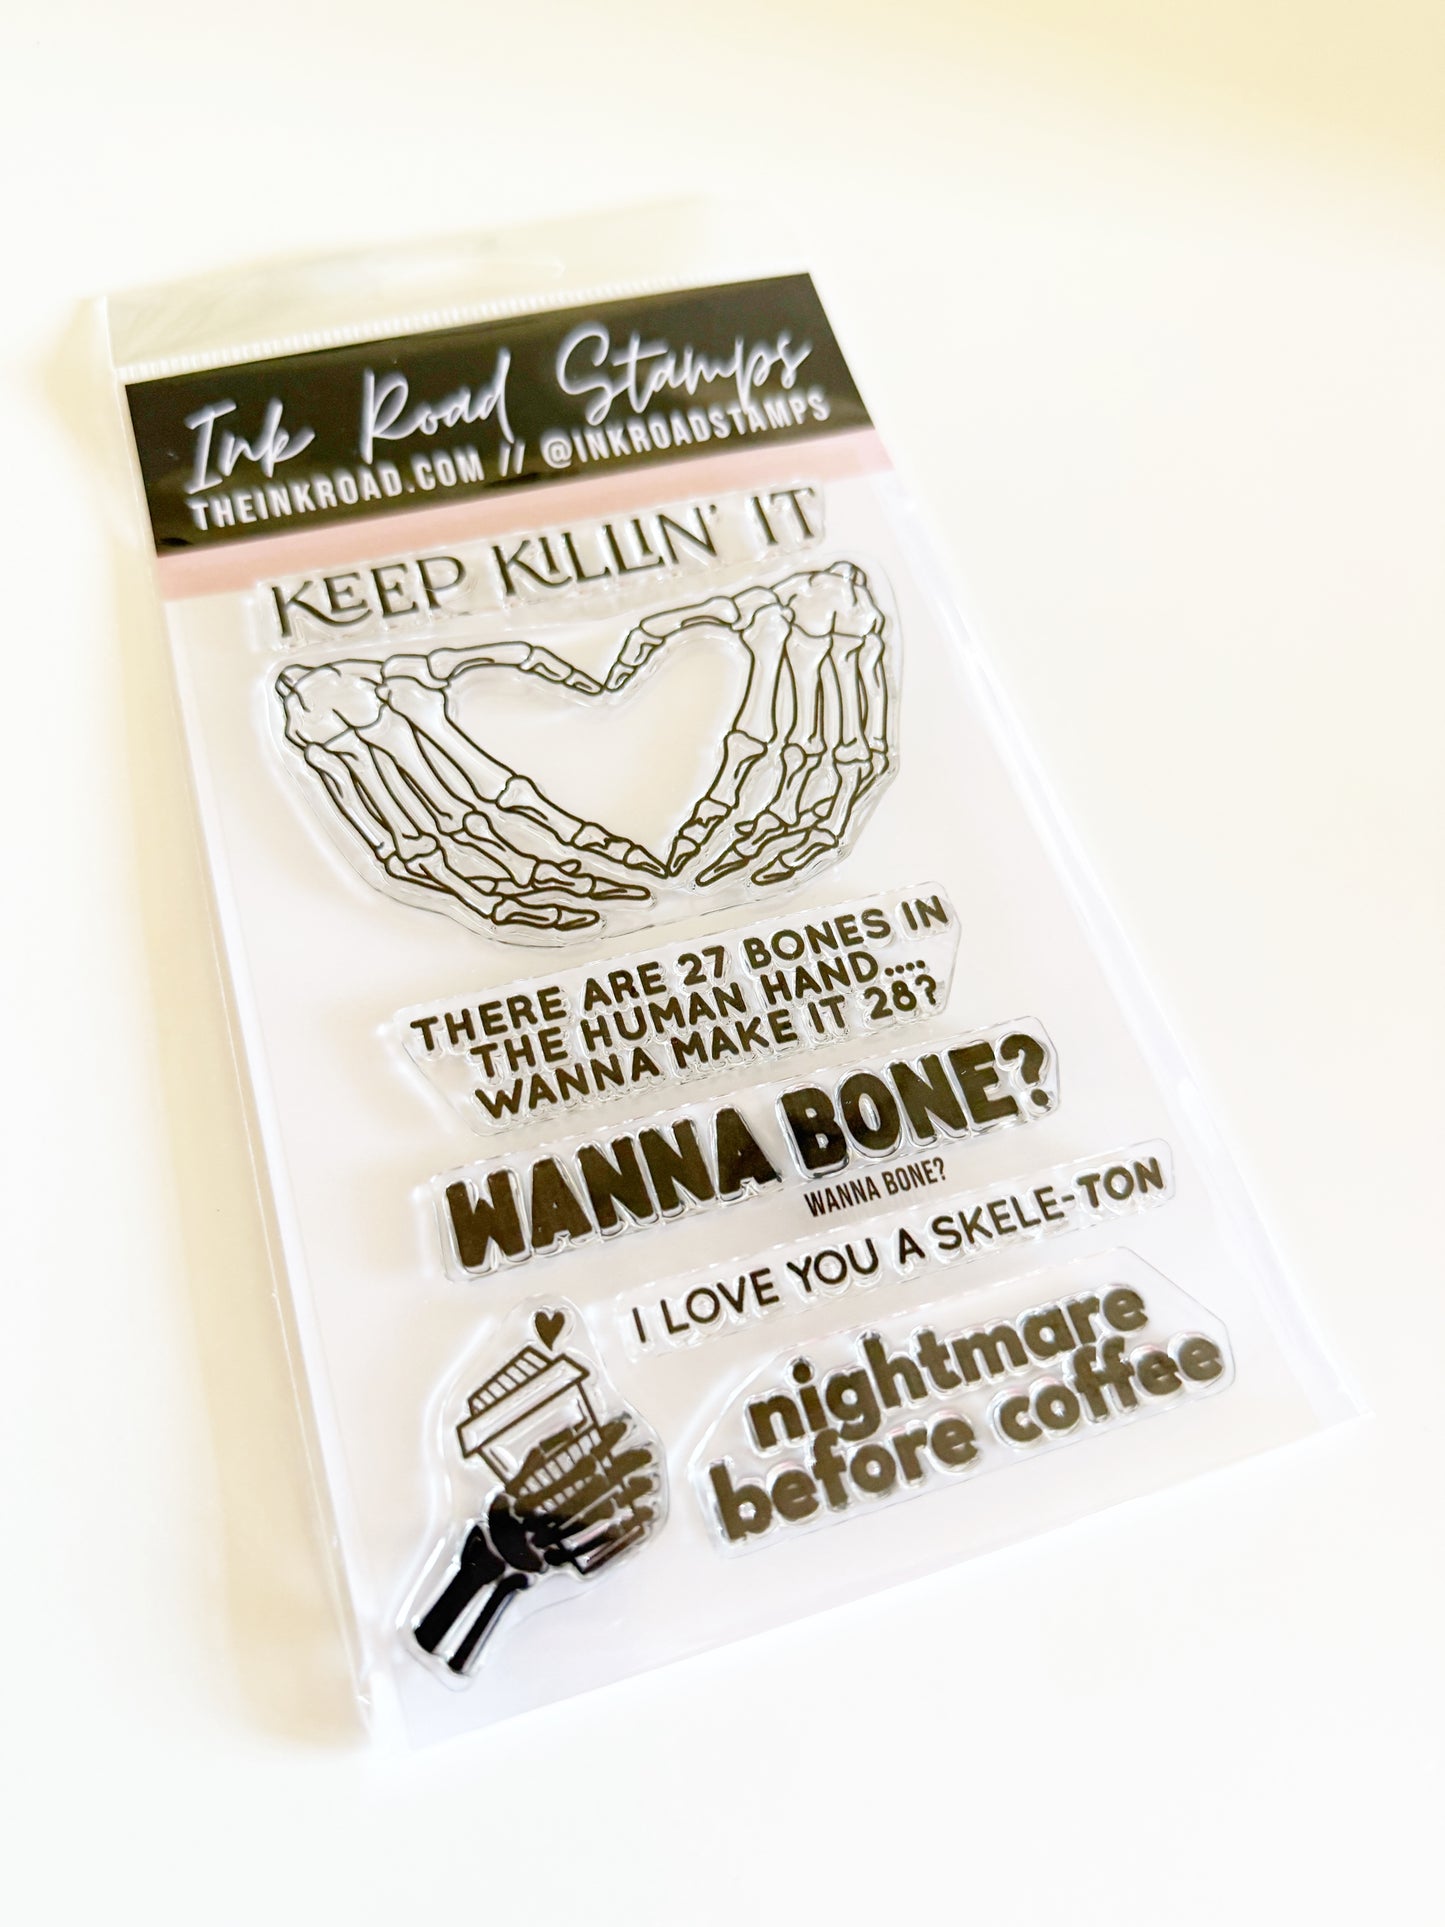 Ink Road Stamps
THEINKROAD.COM // @INKROADSTAMPS
KEEP KILLIN' IT
THERE ARE 27 BONES IN
THE HUMAN HAND....
WANNA MAKE IT 28?
WANNA BONE?
WANNA BONE?
I LOVE YOU A SKELE-TON
nightmare
before coffee